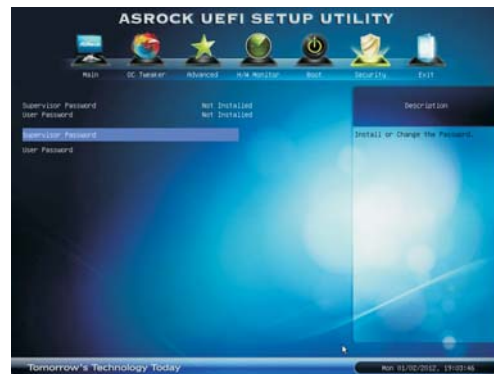 ASROCK UEFI SETUP UTILITY
Main OC Tweaker Advanced H/W Monitor Boot Security Exit
Supervisor Password Not Installed
User Password Not Installed
Supervisor Password
User Password
Description
Install or Change the Password.
Tomorrow's Technology Today
Mon 01/02/2012, 19:03:46